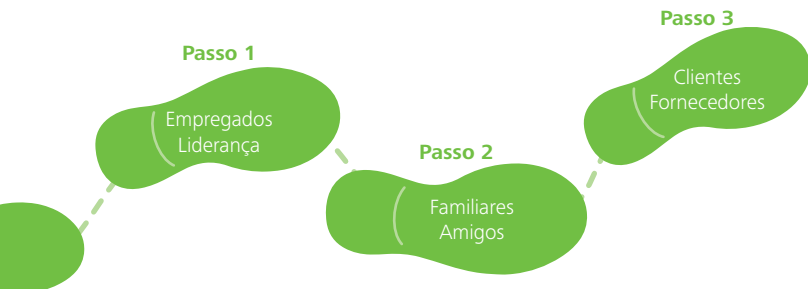 Passo 1
Empregados
Liderança
Passo 2
Familiares
Amigos
Passo 3
Clientes
Fornecedores